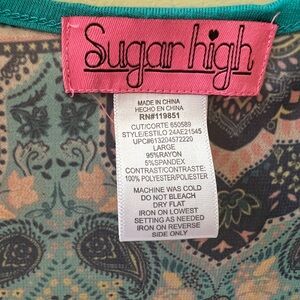 Sugar high
MADE IN CHINA
HECHO EN CHINA
RN#119851
CUT/CORTE 650589
STYLE/ESTILO 24AE21545
UPC#613204572220
LARGE
95%RAYON
5%SPANDEX
CONTRAST/CONTRASTE:
100% POLYESTER/POLIESTER
MACHINE WAS COLD
DO NOT BLEACH
DRY FLAT
IRON ON LOWEST
SETTING AS NEEDED
IRON ON REVERSE
SIDE ONLY